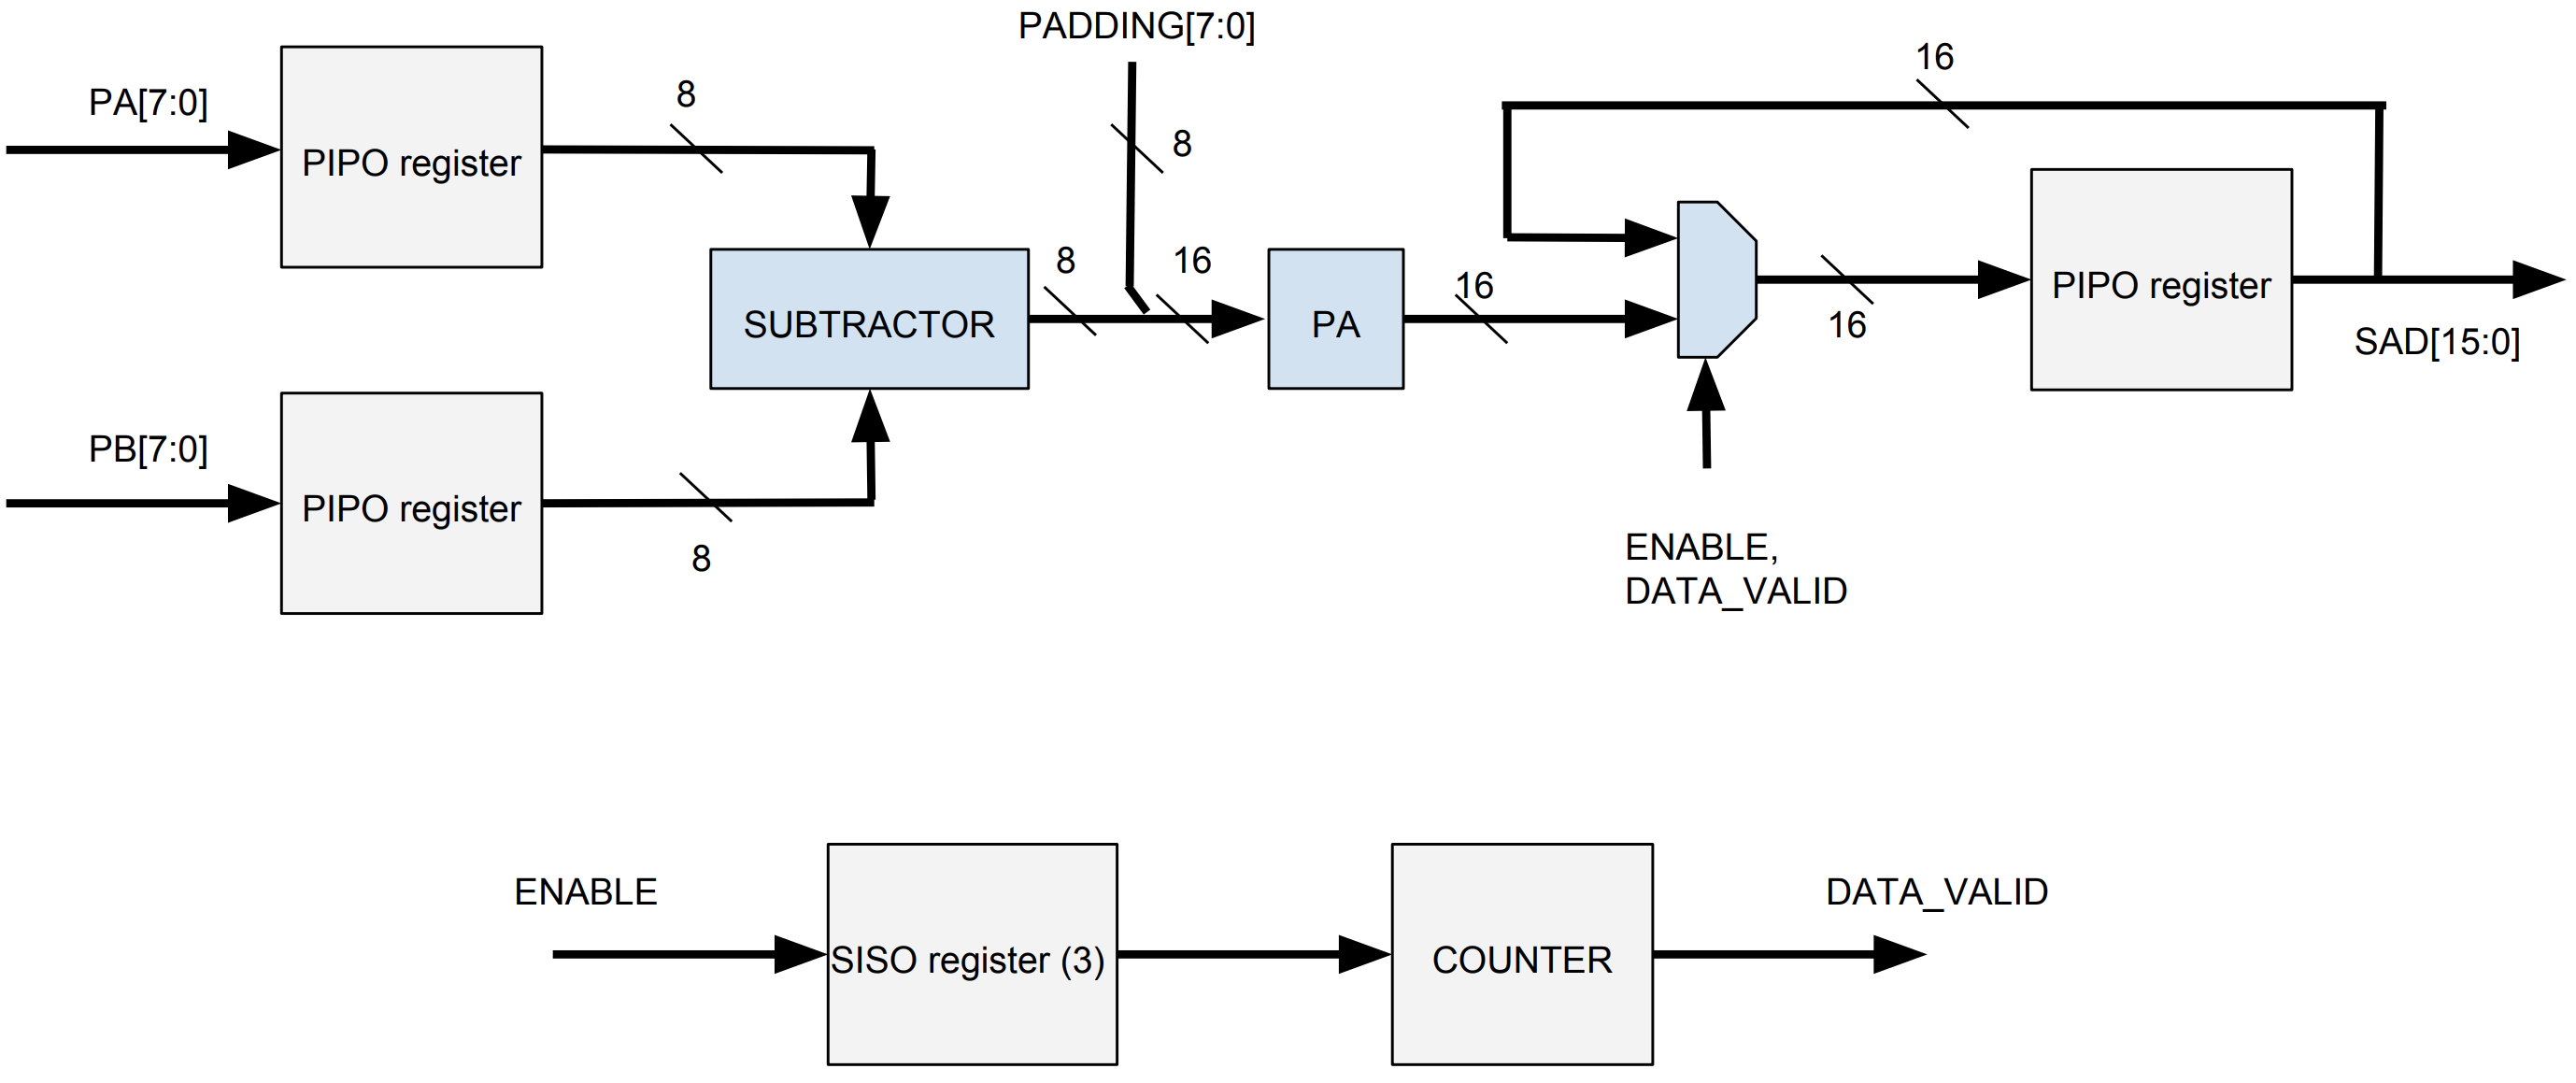 PADDING[7:0]
16
PA[7:0]
8
PIPO register
8
8
16
16
SUBTRACTOR
PA
PIPO register
16
SAD[15:0]
PB[7:0]
PIPO register
8
ENABLE,
DATA_VALID
ENABLE
SISO register (3)
COUNTER
DATA_VALID